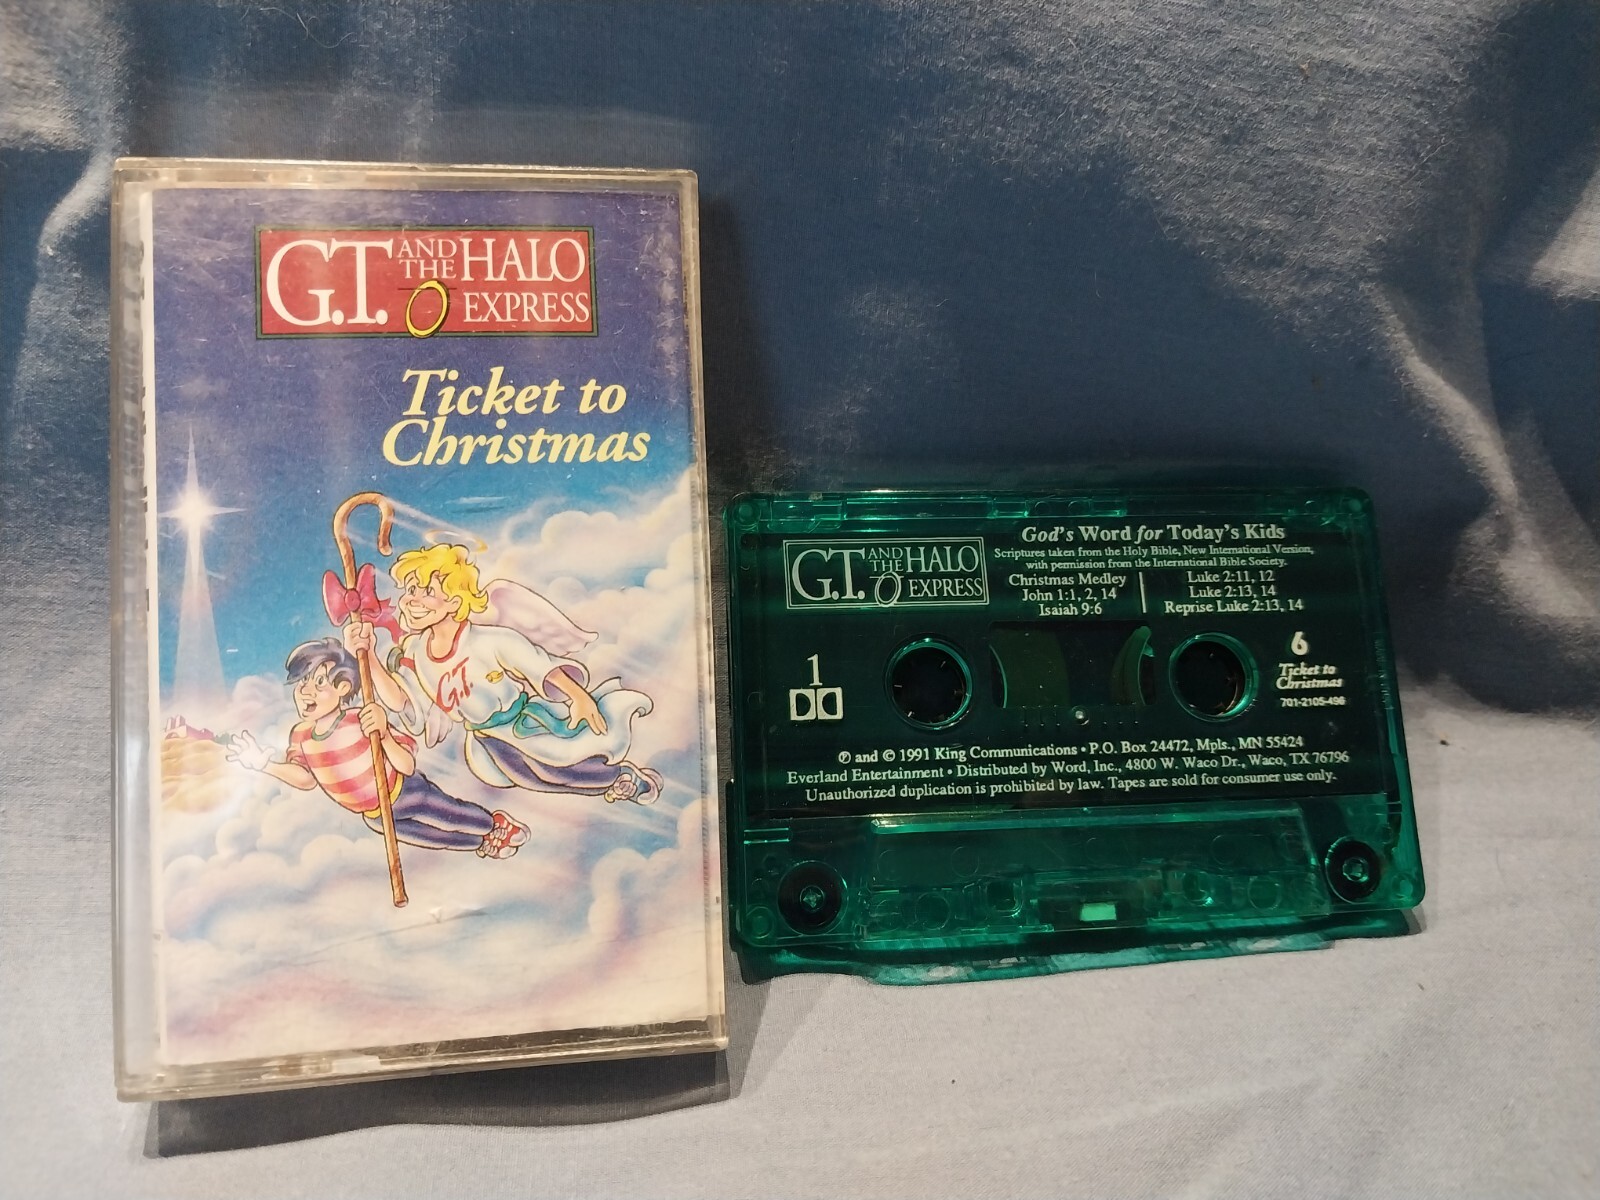 G.T. AND THE HALO EXPRESS
Ticket to
Christmas
G.T.
G.T. AND THE HALO EXPRESS
God's Word for Today's Kids
Scriptures taken from the Holy Bible, New International Version,
with permission from the International Bible Society.
Christmas Medley
John 1:1, 2, 14
Isaiah 9:6
Luke 2:11, 12
Luke 2:13, 14
Reprise Luke 2:13, 14
1
6
Ticket to
Christmas
701-2105-496
℗ and © 1991 King Communications • P.O. Box 24472, Mpls., MN 55424
Everland Entertainment • Distributed by Word, Inc., 4800 W. Waco Dr., Waco, TX 76796
Unauthorized duplication is prohibited by law. Tapes are sold for consumer use only.